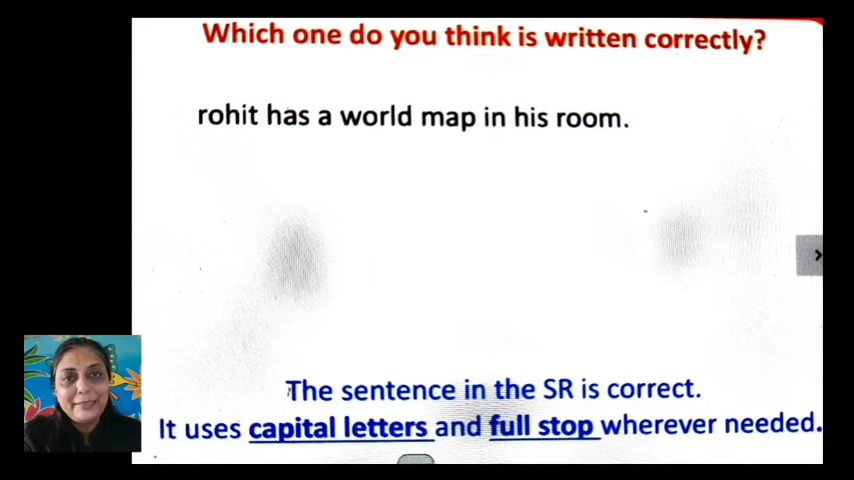 Which one do you think is written correctly?
rohit has a world map in his room.
The sentence in the SR is correct.
It uses capital letters and full stop wherever needed.